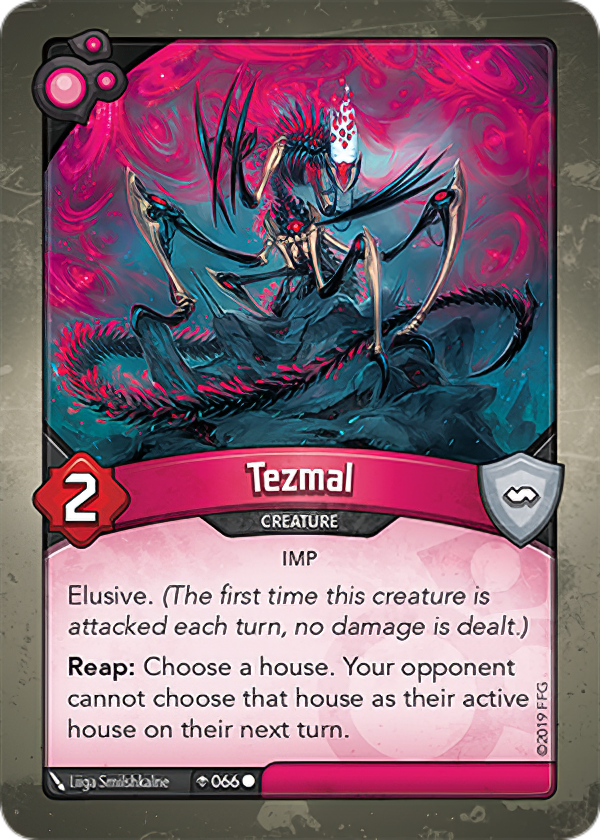 2
Tezmal
CREATURE
IMP
Elusive. (The first time this creature is
attacked each turn, no damage is dealt.)
Reap: Choose a house. Your opponent
cannot choose that house as their active
house on their next turn.
©2019 FFG
Liiga Smilshkalne
066